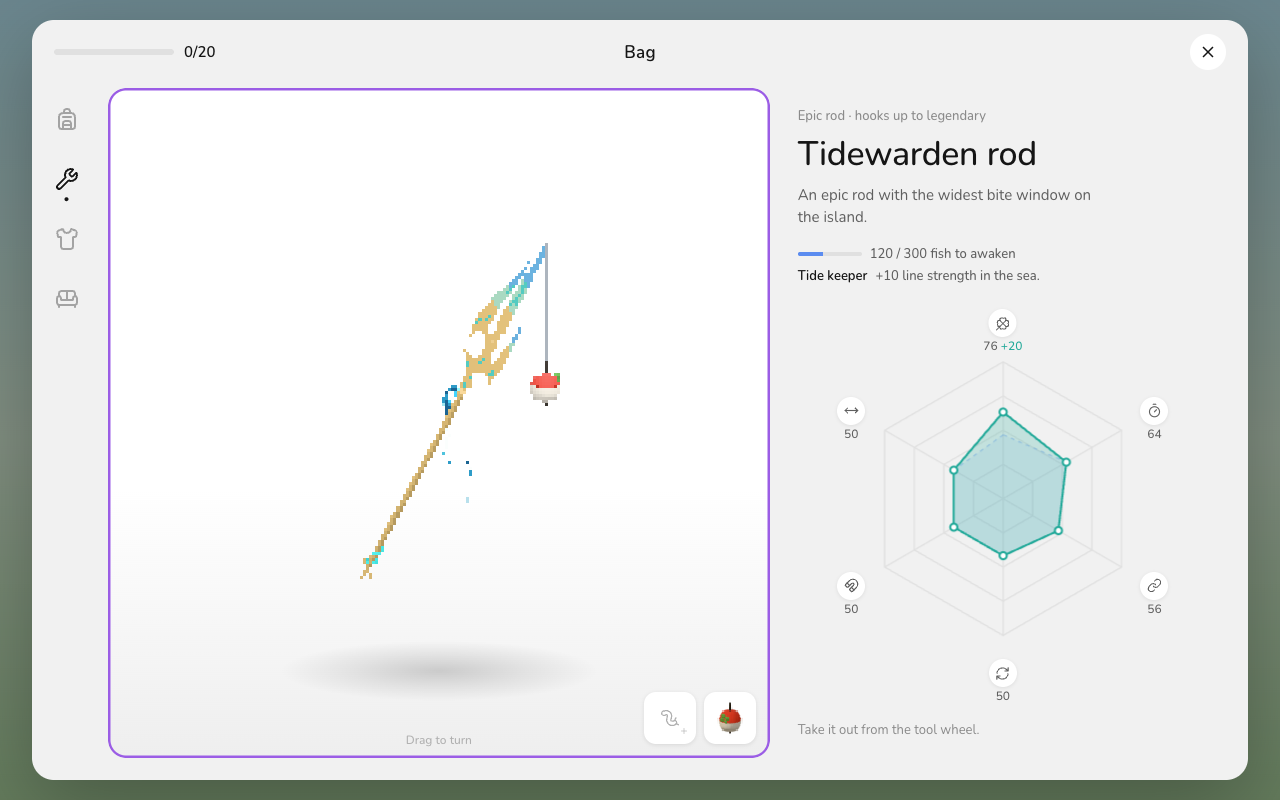 0/20
Bag
Epic rod · hooks up to legendary
Tidewarden rod
An epic rod with the widest bite window on
the island.
120 / 300 fish to awaken
Tide keeper +10 line strength in the sea.
76 +20
50
64
50
56
50
Take it out from the tool wheel.
Drag to turn